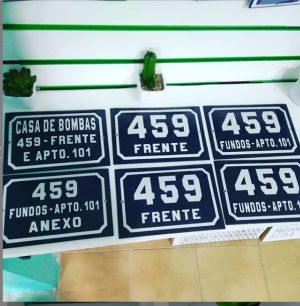 CASA DE BOMBAS
459 - FRENTE
E APTO. 101
459
FRENTE
459
FUNDOS - APTO. 101
459
FUNDOS - APTO. 101
ANEXO
459
FRENTE
459
FUNDOS - APTO. 101